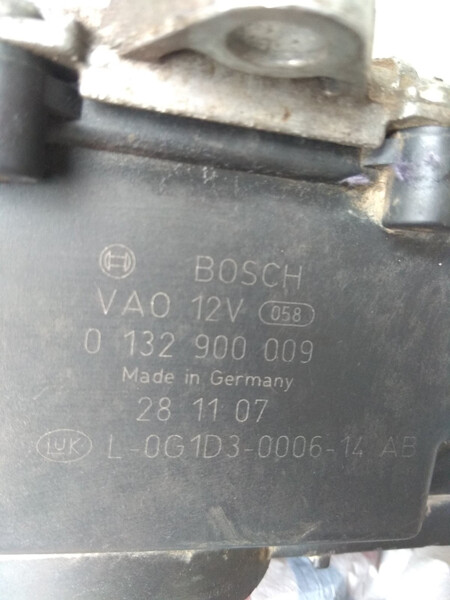 BOSCH
VAO 12V 058
0 132 900 009
Made in Germany
28 11 07
LUK L-0G1D3-0006-14 AB